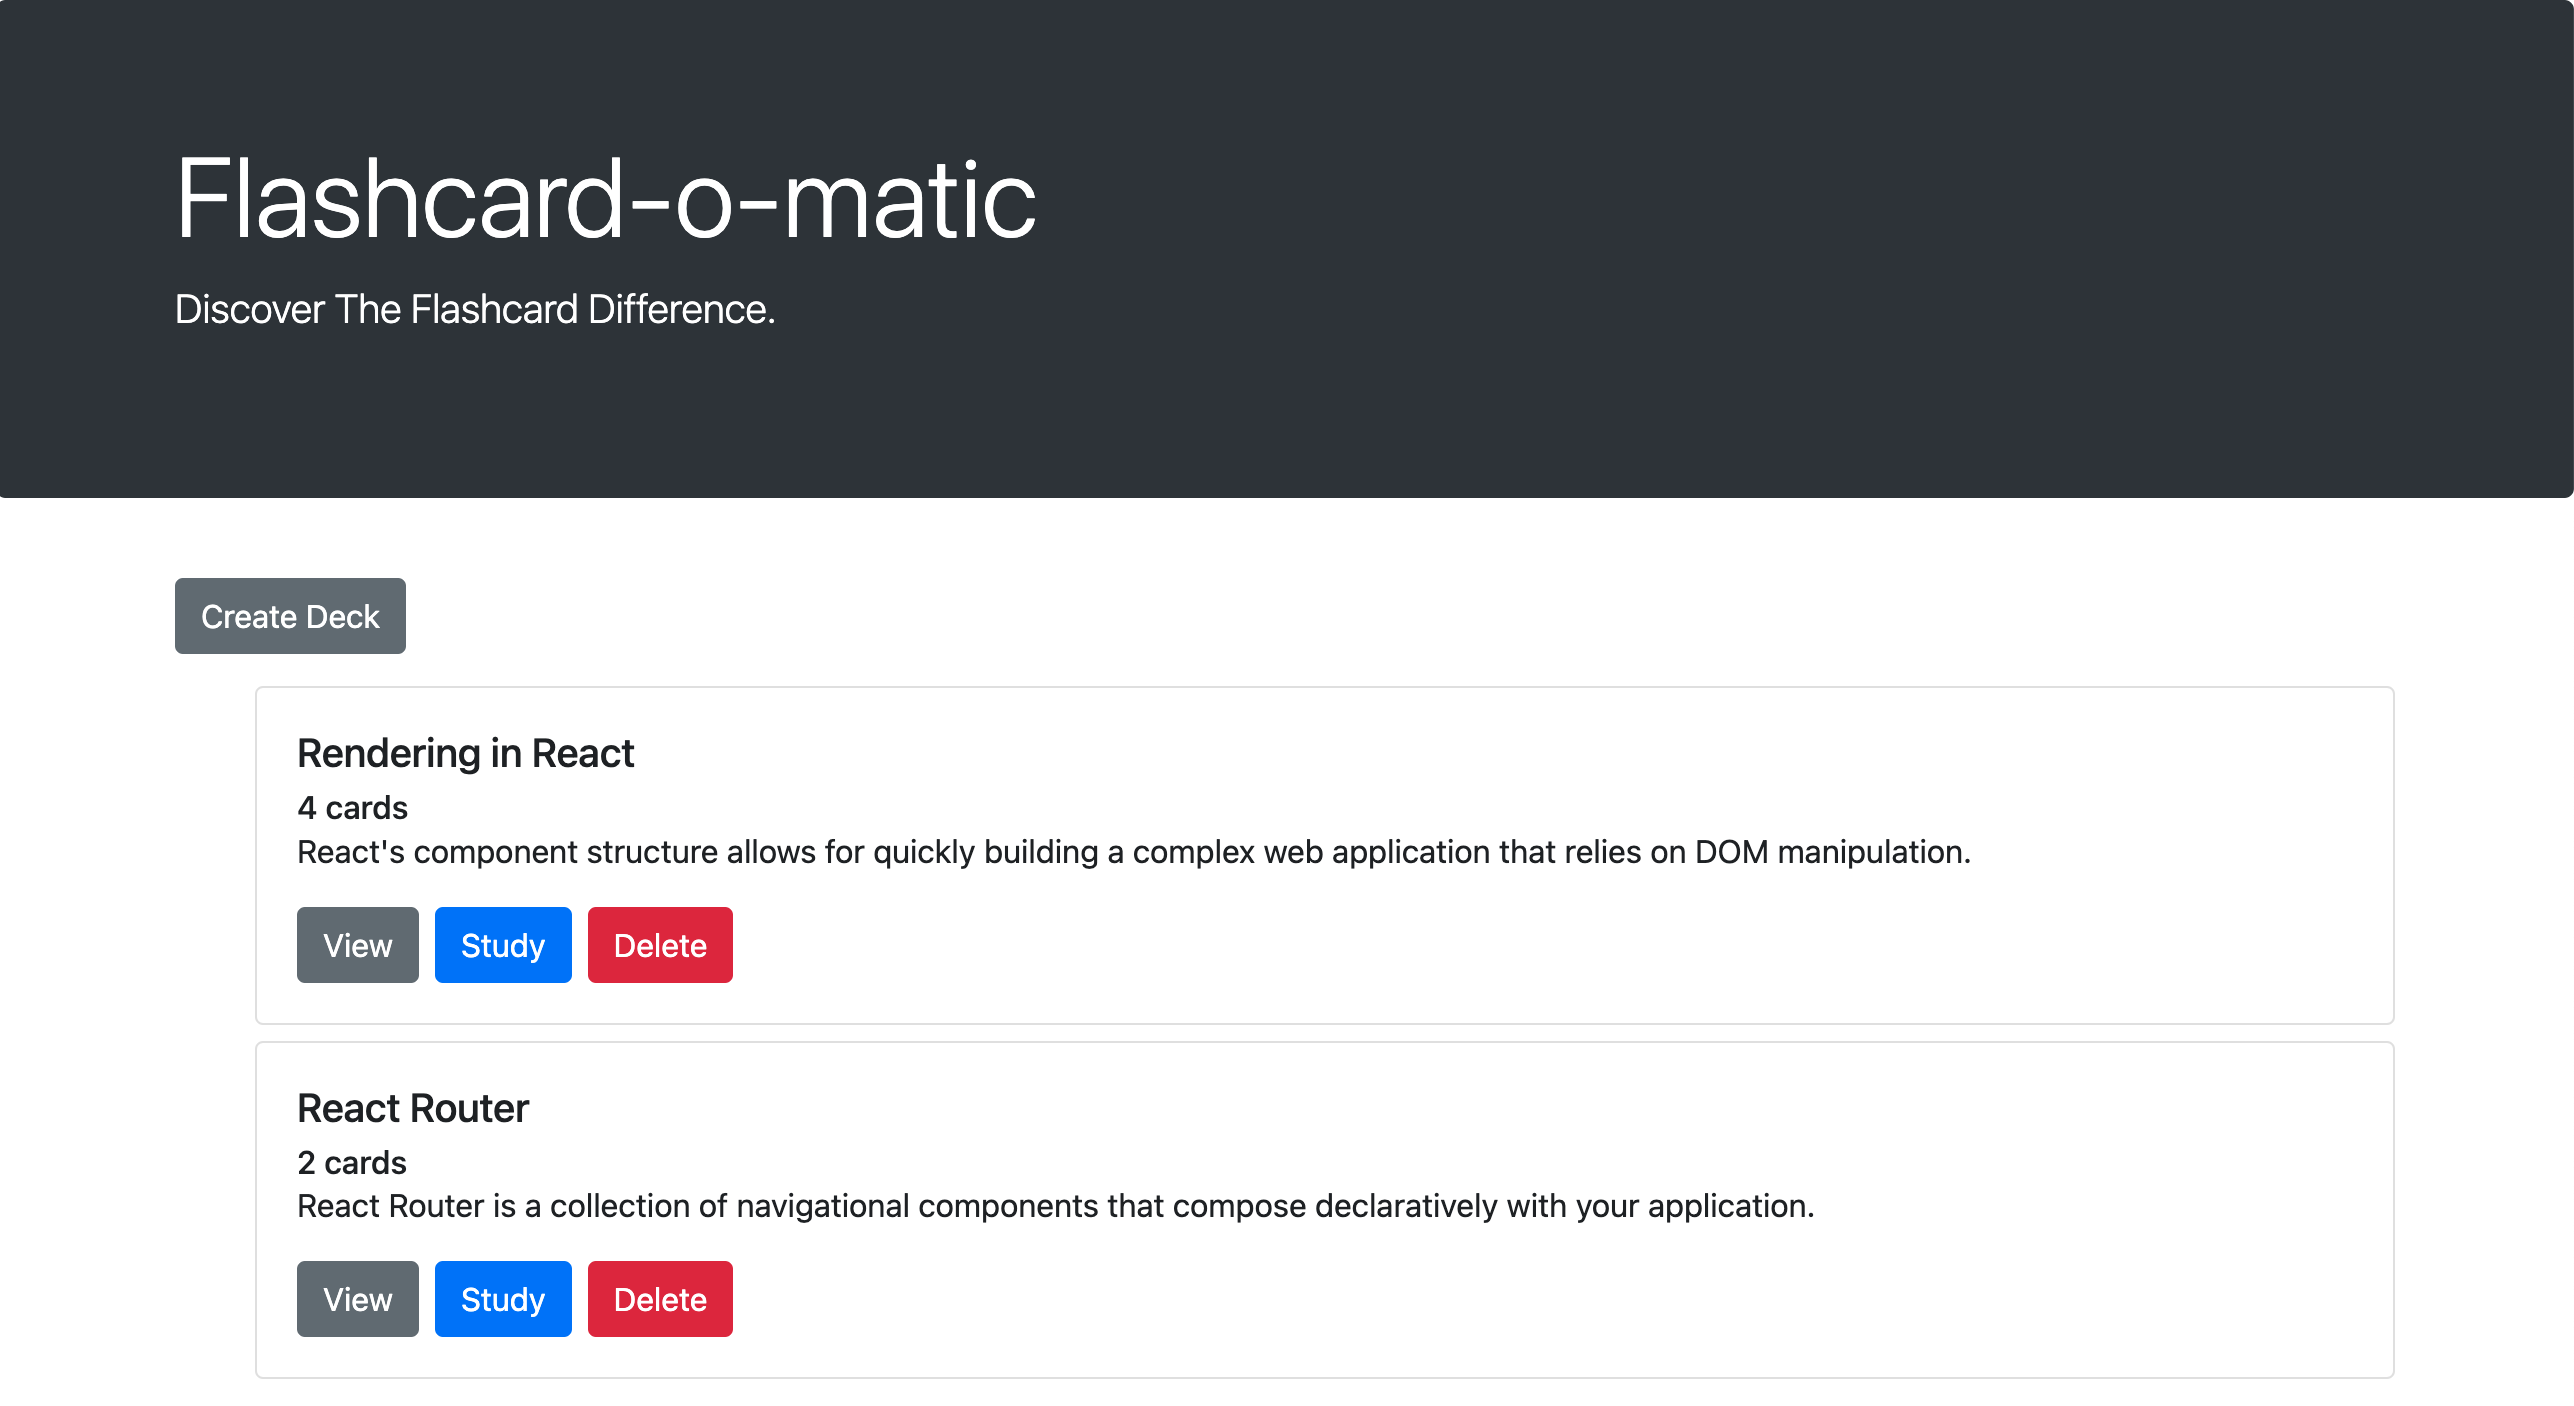 Flashcard-o-matic
Discover The Flashcard Difference.
Create Deck
Rendering in React
4 cards
React's component structure allows for quickly building a complex web application that relies on DOM manipulation.
View Study Delete
React Router
2 cards
React Router is a collection of navigational components that compose declaratively with your application.
View Study Delete